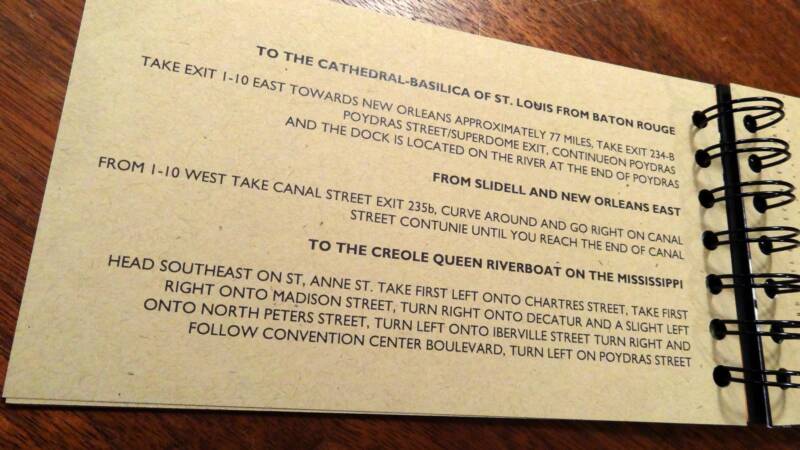 TO THE CATHEDRAL-BASILICA OF ST. LOUIS FROM BATON ROUGE
TAKE EXIT 1-10 EAST TOWARDS NEW ORLEANS APPROXIMATELY 77 MILES, TAKE EXIT 234-B
POYDRAS STREET/SUPERDOME EXIT, CONTINUEON POYDRAS
AND THE DOCK IS LOCATED ON THE RIVER AT THE END OF POYDRAS
FROM SLIDELL AND NEW ORLEANS EAST
FROM 1-10 WEST TAKE CANAL STREET EXIT 235b, CURVE AROUND AND GO RIGHT ON CANAL
STREET CONTUNIE UNTIL YOU REACH THE END OF CANAL
TO THE CREOLE QUEEN RIVERBOAT ON THE MISSISSIPPI
HEAD SOUTHEAST ON ST, ANNE ST. TAKE FIRST LEFT ONTO CHARTRES STREET, TAKE FIRST
RIGHT ONTO MADISON STREET, TURN RIGHT ONTO DECATUR AND A SLIGHT LEFT
ONTO NORTH PETERS STREET, TURN LEFT ONTO IBERVILLE STREET TURN RIGHT AND
FOLLOW CONVENTION CENTER BOULEVARD, TURN LEFT ON POYDRAS STREET